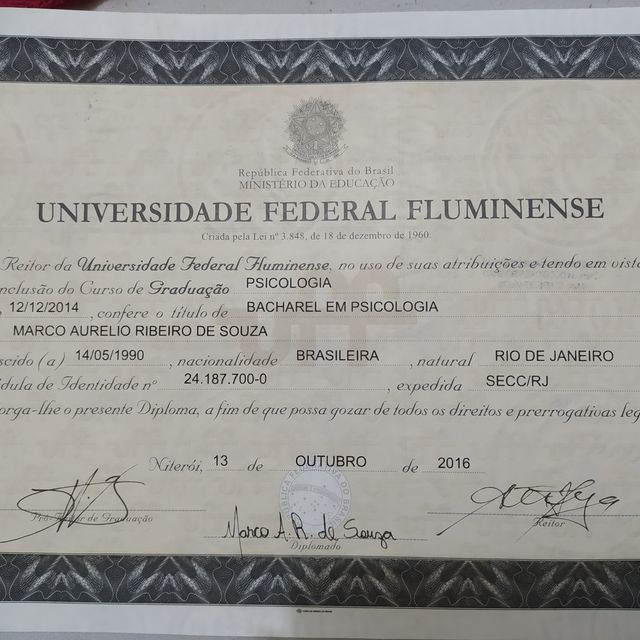 República Federativa do Brasil
MINISTÉRIO DA EDUCAÇÃO
UNIVERSIDADE FEDERAL FLUMINENSE
Criada pela Lei nº 3.848, de 18 de dezembro de 1960.
Reitor da Universidade Federal Fluminense, no uso de suas atribuições e tendo em vista
nclusão do Curso de Graduação PSICOLOGIA
12/12/2014 , confere o título de BACHAREL EM PSICOLOGIA
MARCO AURELIO RIBEIRO DE SOUZA
scido (a) 14/05/1990 , nacionalidade BRASILEIRA , natural RIO DE JANEIRO
dula de Identidade nº 24.187.700-0 , expedida SECC/RJ
orga-lhe o presente Diploma, a fim de que possa gozar de todos os direitos e prerrogativas leg
Niterói, 13 de OUTUBRO de 2016
Pró-Reitor de Graduação
Marco A. R. de Souza
Diplomado
Reitor